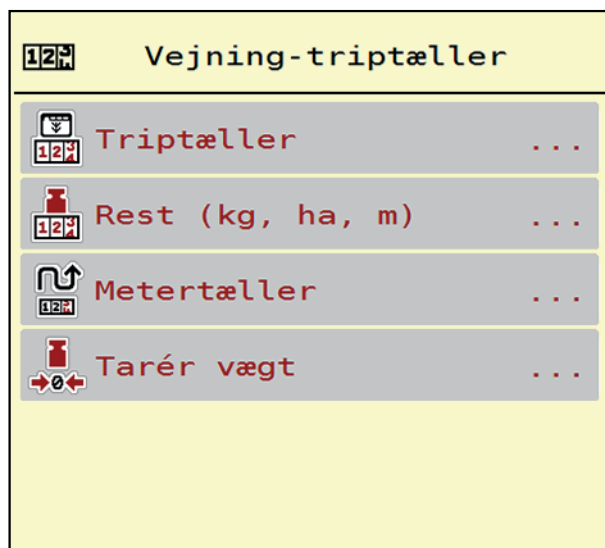 Vejning-triptæller
Triptæller ...
Rest (kg, ha, m) ...
Metertæller ...
Tarér vægt ...